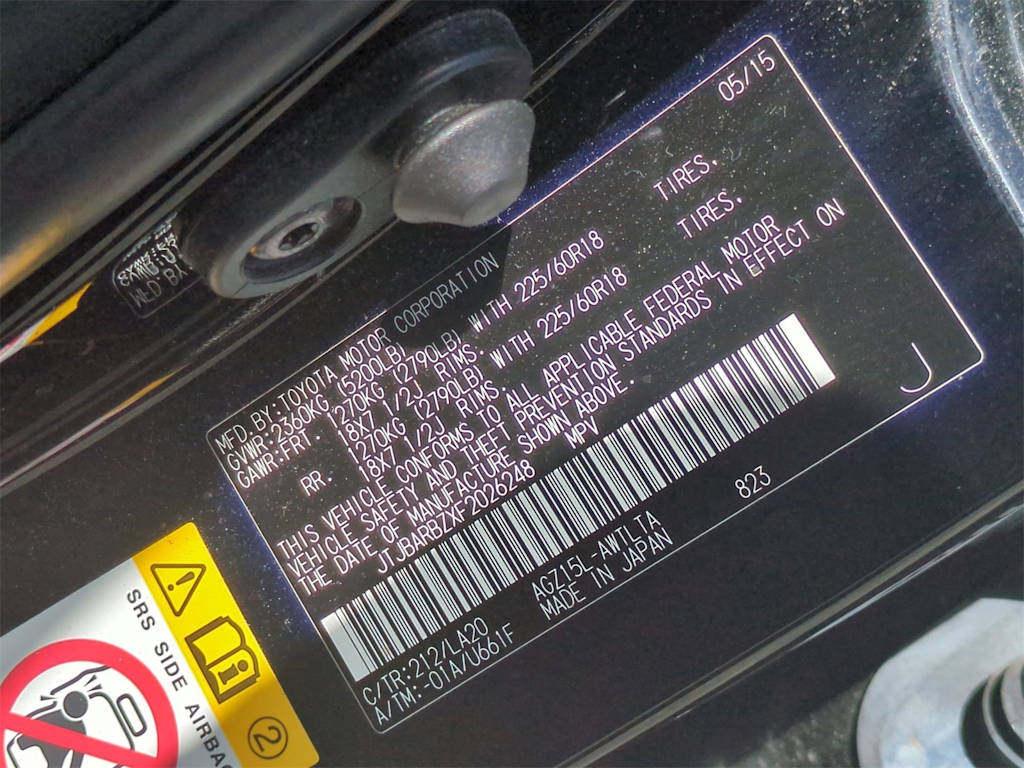 MFD. BY: TOYOTA MOTOR CORPORATION 05/15
GVWR: 2360KG (5200LB)
GAWR: FRT. 1270KG (2790LB) WITH 225/60R18 TIRES,
18X7 1/2J RIMS.
RR. 1270KG (2790LB) WITH 225/60R18 TIRES,
18X7 1/2J RIMS.
THIS VEHICLE CONFORMS TO ALL APPLICABLE FEDERAL MOTOR
VEHICLE SAFETY AND THEFT PREVENTION STANDARDS IN EFFECT ON
THE DATE OF MANUFACTURE SHOWN ABOVE.
JTJBARBZXF2026248 MPV
J
C/TR: 212/LA20 AGZ15L-AWTLTA 823
A/TM: -01A/U661F MADE IN JAPAN
SRS SIDE
2